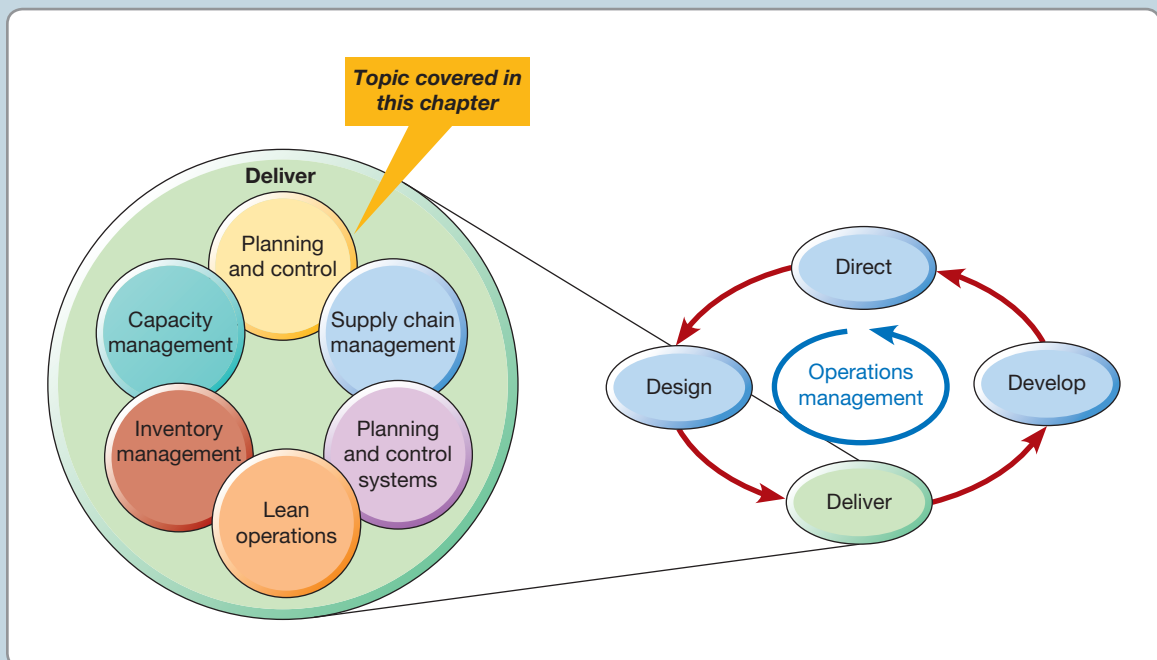 Topic covered in
this chapter
Deliver
Planning
and control
Capacity
management
Supply chain
management
Inventory
management
Planning
and control
systems
Lean
operations
Direct
Design
Operations
management
Develop
Deliver